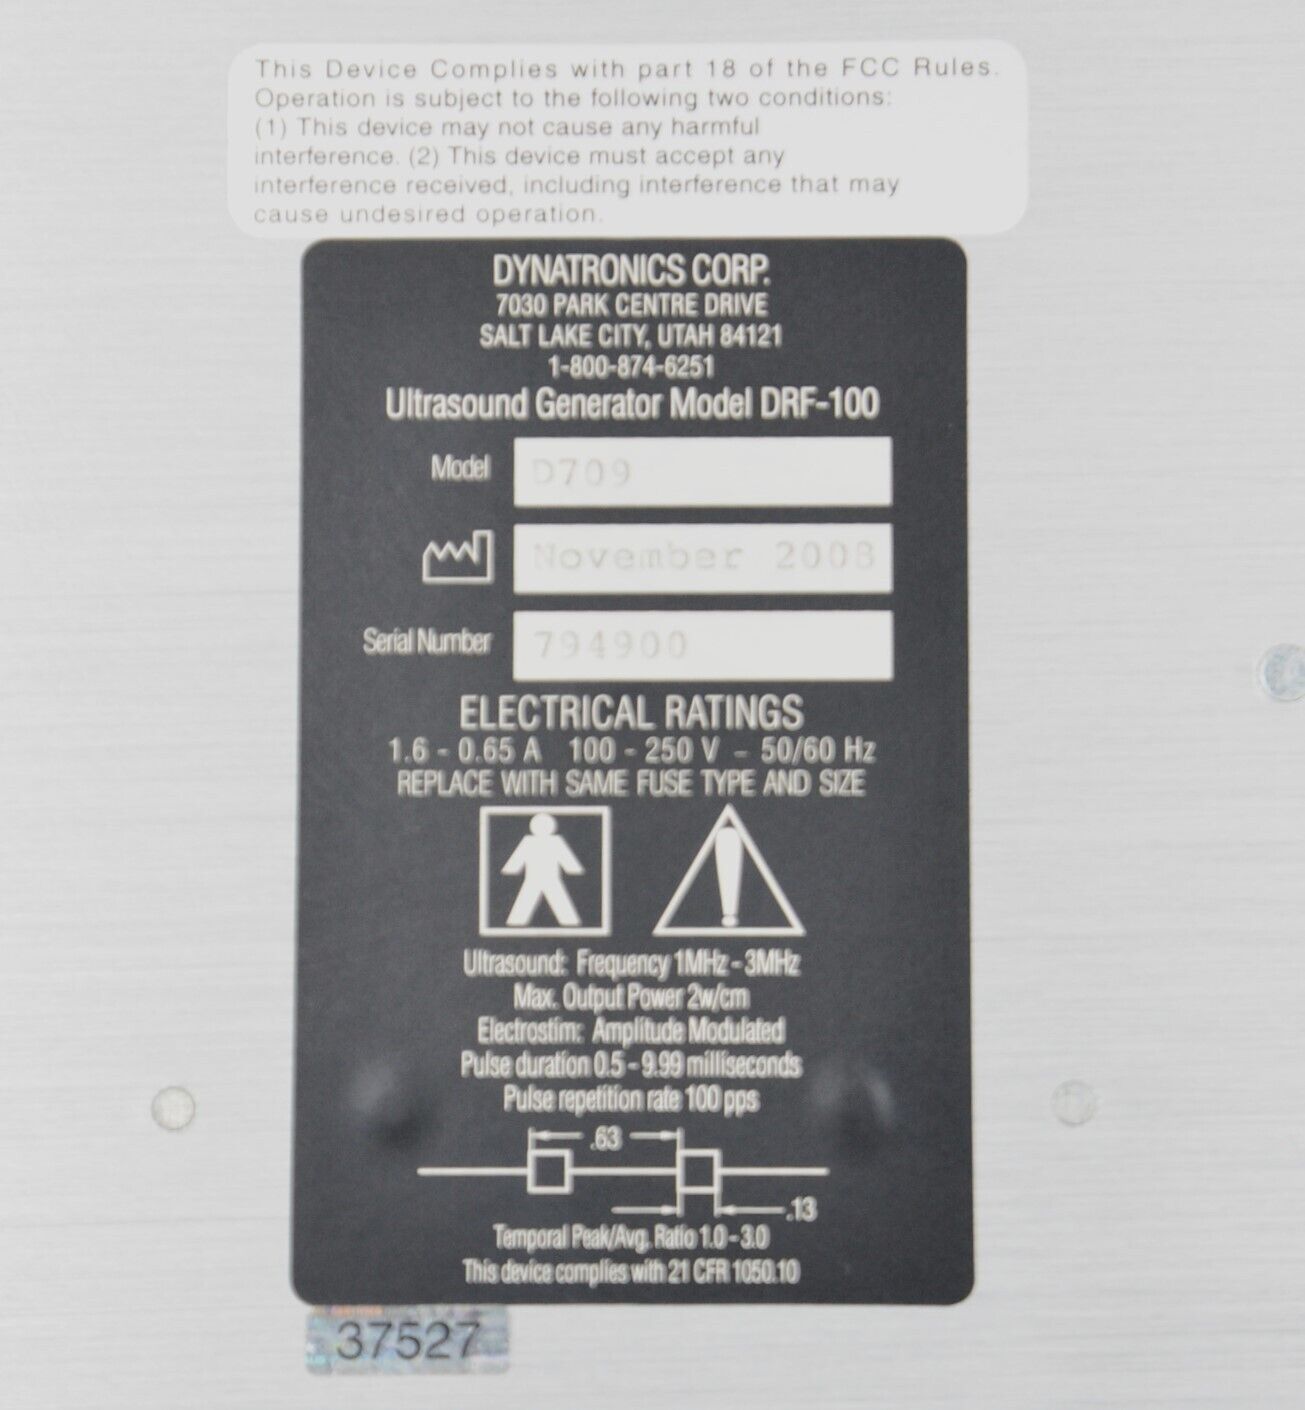 This Device Complies with part 18 of the FCC Rules.
Operation is subject to the following two conditions:
(1) This device may not cause any harmful
interference. (2) This device must accept any
interference received, including interference that may
cause undesired operation.
DYNATRONICS CORP.
7030 PARK CENTRE DRIVE
SALT LAKE CITY, UTAH 84121
1-800-874-6251
Ultrasound Generator Model DRF-100
Model D709
November 2008
Serial Number 794900
ELECTRICAL RATINGS
1.6 - 0.65 A 100 - 250 V - 50/60 Hz
REPLACE WITH SAME FUSE TYPE AND SIZE
Ultrasound: Frequency 1MHz - 3MHz
Max. Output Power 2w/cm
Electrostim: Amplitude Modulated
Pulse duration 0.5 - 9.99 milliseconds
Pulse repetition rate 100 pps
.63
.13
Temporal Peak/Avg. Ratio 1.0 - 3.0
This device complies with 21 CFR 1050.10
37527